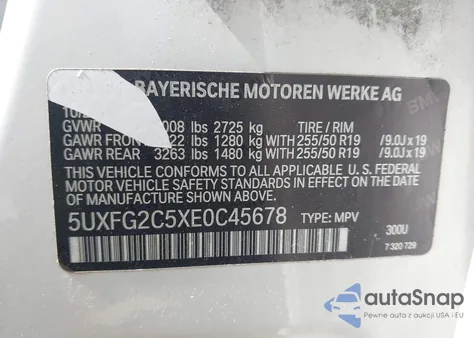 BAYERISCHE MOTOREN WERKE AG
10/
GVWR 008 lbs 2725 kg TIRE / RIM
GAWR FRONT 22 lbs 1280 kg WITH 255/50 R19 /9.0J x 19
GAWR REAR 3263 lbs 1480 kg WITH 255/50 R19 /9.0J x 19
THIS VEHICLE CONFORMS TO ALL APPLICABLE U.S. FEDERAL
MOTOR VEHICLE SAFETY STANDARDS IN EFFECT ON THE DATE
OF MANUFACTURE SHOWN ABOVE.
5UXFG2C5XE0C45678 TYPE: MPV
300U
7 320 729
autoSnap
Pewne auto z aukcji USA i EU